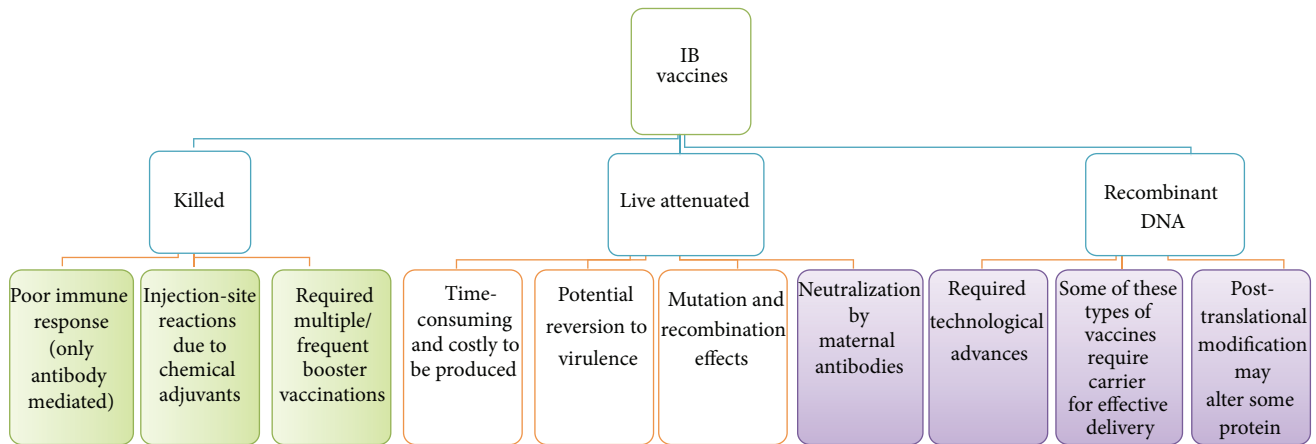 IB
vaccines
Killed
Live attenuated
Recombinant
DNA
Poor immune
response
(only
antibody
mediated)
Injection-site
reactions
due to
chemical
adjuvants
Required
multiple/
frequent
booster
vaccinations
Time-
consuming
and costly to
be produced
Potential
reversion to
virulence
Mutation and
recombination
effects
Neutralization
by
maternal
antibodies
Required
technological
advances
Some of these
types of
vaccines
require
carrier
for effective
delivery
Post-
translational
modification
may
alter some
protein